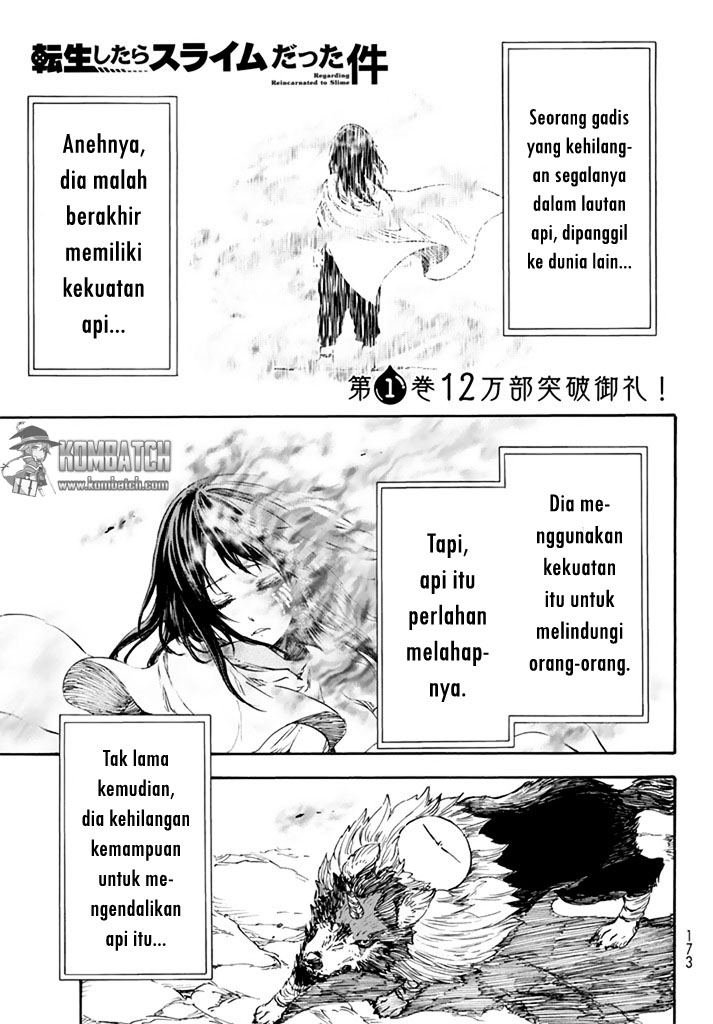 転生したらスライムだった件
Regarding
Reincarnated to Slime
Seorang gadis
yang kehilang-
an segalanya
dalam lautan
api, dipanggil
ke dunia lain...
Anehnya,
dia malah
berakhir
memiliki
kekuatan
api...
第1巻12万部突破御礼！
KOMBATCH
www.kombatch.com
Dia me-
nggunakan
kekuatan
itu untuk
melindungi
orang-orang.
Tapi,
api itu
perlahan
melahap-
nya.
Tak lama
kemudian,
dia kehilangan
kemampuan
untuk me-
ngendalikan
api itu...
173